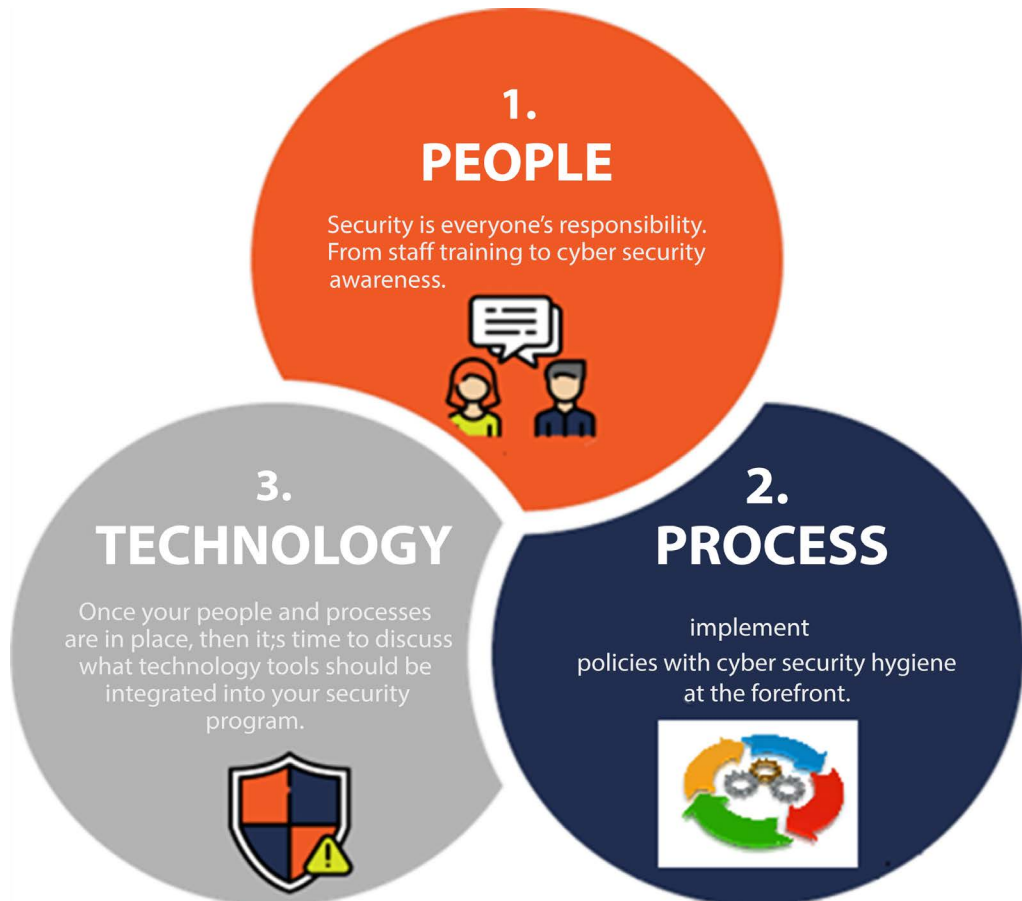 1.
PEOPLE
Security is everyone's responsibility.
From staff training to cyber security
awareness.
2.
PROCESS
implement
policies with cyber security hygiene
at the forefront.
3.
TECHNOLOGY
Once your people and processes
are in place, then it;s time to discuss
what technology tools should be
integrated into your security
program.